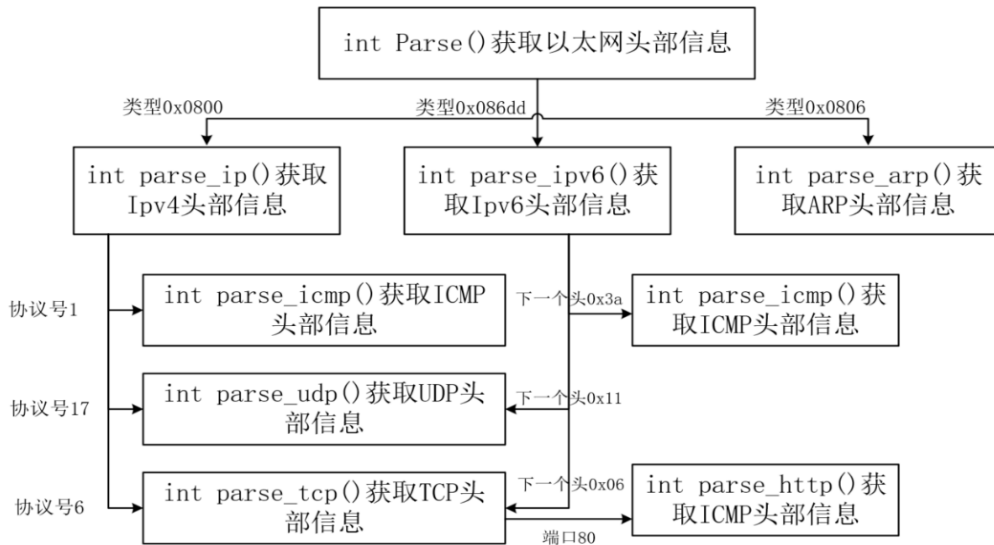 int Parse()获取以太网头部信息
类型0x0800
类型0x086dd
类型0x0806
int parse_ip()获取
Ipv4头部信息
int parse_ipv6()获
取Ipv6头部信息
int parse_arp()获
取ARP头部信息
协议号1
int parse_icmp()获取ICMP
头部信息
下一个头0x3a
int parse_icmp()获
取ICMP头部信息
协议号17
int parse_udp()获取UDP头
部信息
下一个头0x11
协议号6
int parse_tcp()获取TCP头
部信息
下一个头0x06
端口80
int parse_http()获
取ICMP头部信息